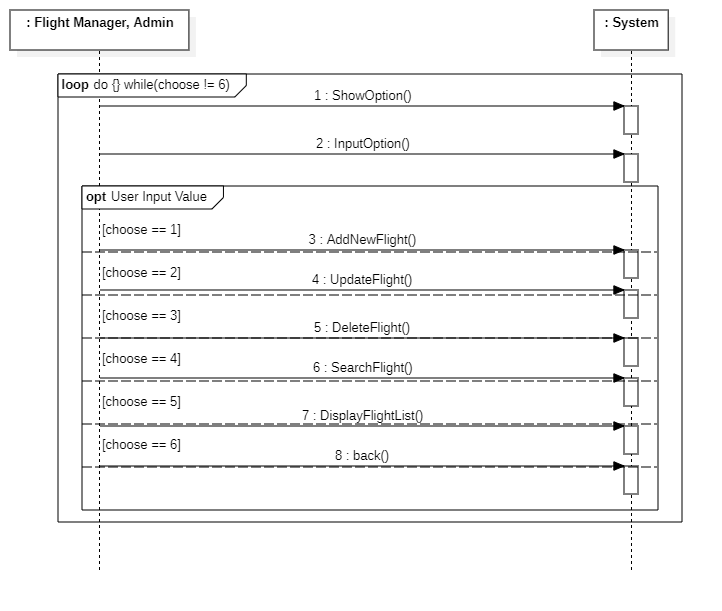 : Flight Manager, Admin
: System
loop do {} while(choose != 6)
1 : ShowOption()
2 : InputOption()
opt User Input Value
[choose == 1]
3 : AddNewFlight()
[choose == 2]
4 : UpdateFlight()
[choose == 3]
5 : DeleteFlight()
[choose == 4]
6 : SearchFlight()
[choose == 5]
7 : DisplayFlightList()
[choose == 6]
8 : back()